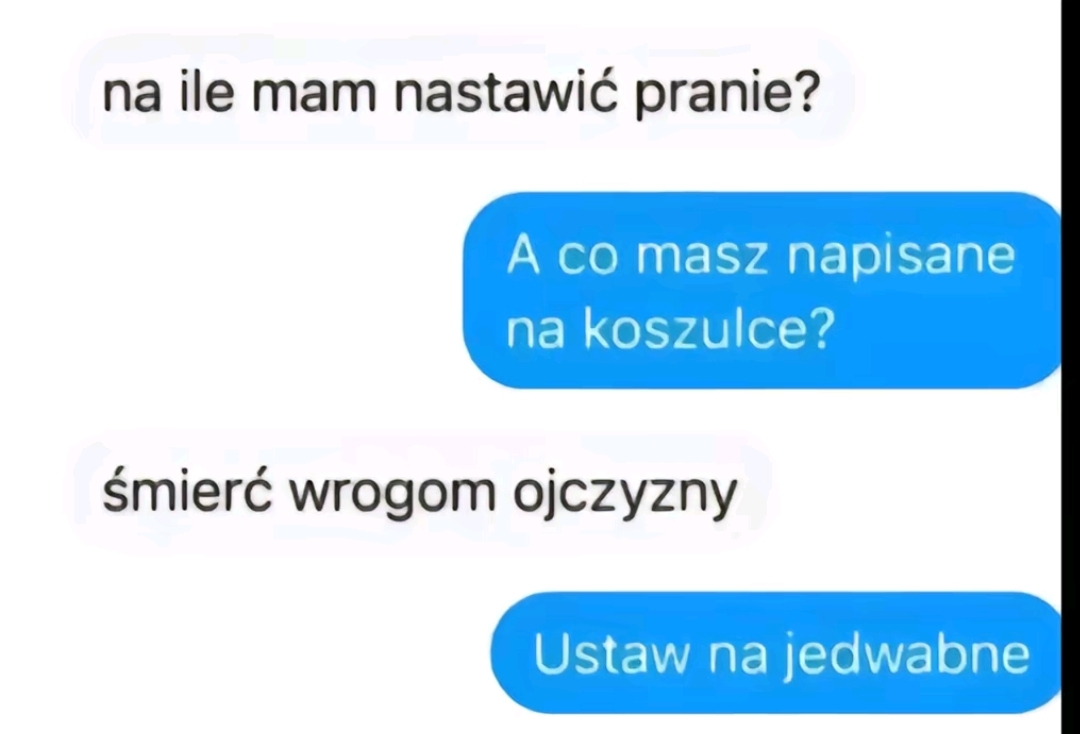 na ile mam nastawić pranie?
A co masz napisane
na koszulce?
śmierć wrogom ojczyzny
Ustaw na jedwabne